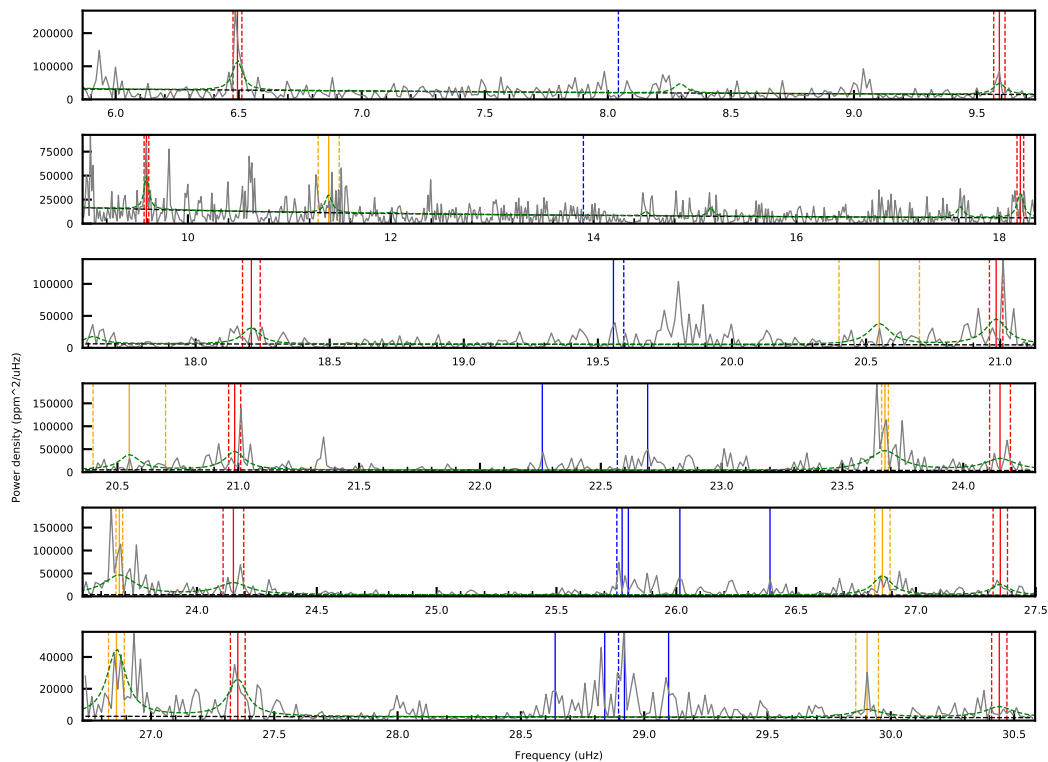 200000
100000
0
6.0 6.5 7.0 7.5 8.0 8.5 9.0 9.5
75000
50000
25000
0
10 12 14 16 18
100000
50000
0
18.0 18.5 19.0 19.5 20.0 20.5 21.0
150000
100000
50000
0
20.5 21.0 21.5 22.0 22.5 23.0 23.5 24.0
Power density (ppm^2/uHz)
150000
100000
50000
0
24.0 24.5 25.0 25.5 26.0 26.5 27.0 27.5
40000
20000
0
27.0 27.5 28.0 28.5 29.0 29.5 30.0 30.5
Frequency (uHz)